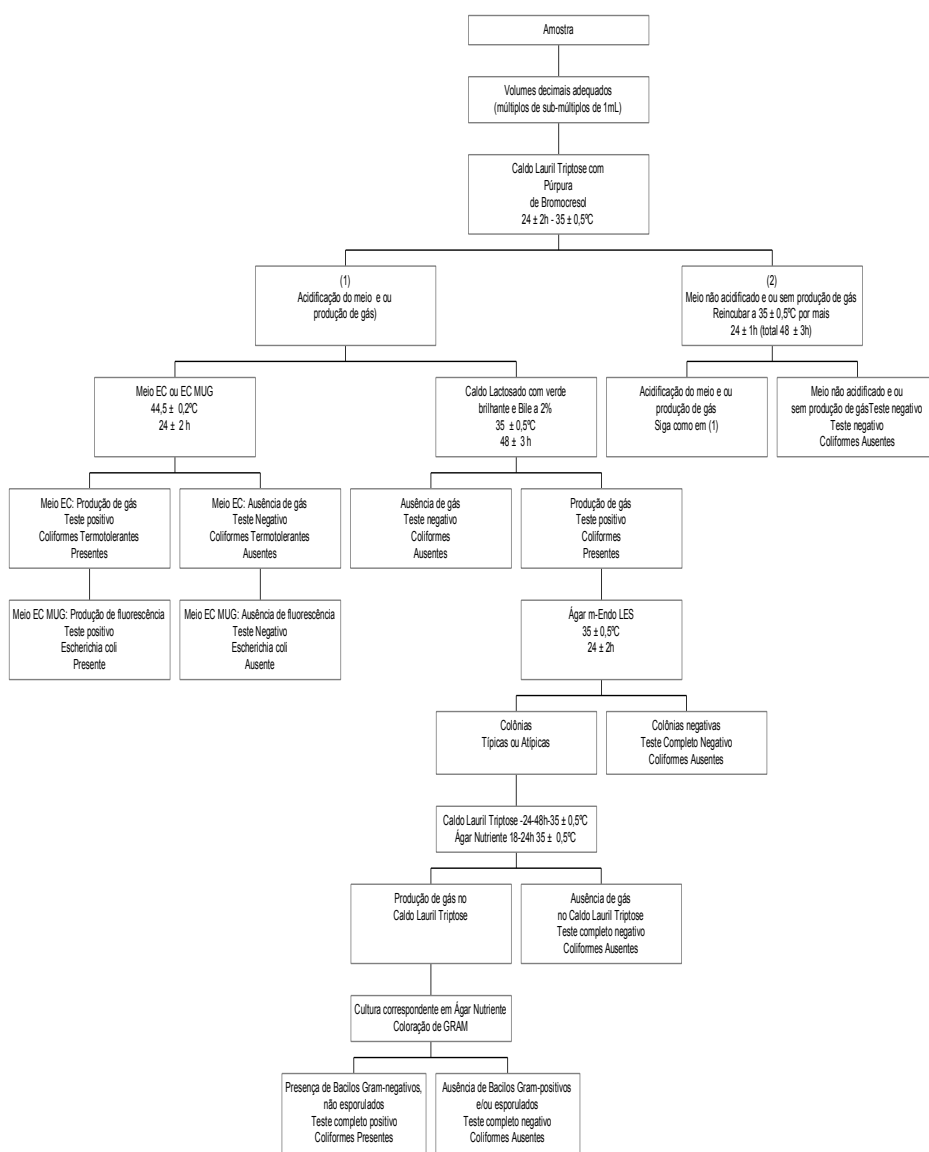 Amostra
Volumes decimais adequados
(múltiplos de sub-múltiplos de 1mL)
Caldo Lauril Triptose com
Púrpura
de Bromocresol
24 ± 2h - 35 ± 0,5ºC
(1)
Acidificação do meio e ou
produção de gás)
(2)
Meio não acidificado e ou sem produção de gás
Reincubar a 35 ± 0,5ºC por mais
24 ± 1h (total 48 ± 3h)
Meio EC ou EC MUG
44,5 ± 0,2ºC
24 ± 2 h
Caldo Lactosado com verde
brilhante e Bile a 2%
35 ± 0,5ºC
48 ± 3 h
Acidificação do meio e ou
produção de gás
Siga como em (1)
Meio não acidificado e ou
sem produção de gásTeste negativo
Teste negativo
Coliformes Ausentes
Meio EC: Produção de gás
Teste positivo
Coliformes Termotolerantes
Presentes
Meio EC: Ausência de gás
Teste Negativo
Coliformes Termotolerantes
Ausentes
Ausência de gás
Teste negativo
Coliformes
Ausentes
Produção de gás
Teste positivo
Coliformes
Presentes
Meio EC MUG: Produção de fluorescência
Teste positivo
Escherichia coli
Presente
Meio EC MUG: Ausência de fluorescência
Teste Negativo
Escherichia coli
Ausente
Ágar m-Endo LES
35 ± 0,5ºC
24 ± 2h
Colônias
Típicas ou Atípicas
Colônias negativas
Teste Completo Negativo
Coliformes Ausentes
Caldo Lauril Triptose -24-48h-35 ± 0,5ºC
Ágar Nutriente 18-24h 35 ± 0,5ºC
Produção de gás no
Caldo Lauril Triptose
Ausência de gás
no Caldo Lauril Triptose
Teste completo negativo
Coliformes Ausentes
Cultura correspondente em Ágar Nutriente
Coloração de GRAM
Presença de Bacilos Gram-negativos,
não esporulados
Teste completo positivo
Coliformes Presentes
Ausência de Bacilos Gram-positivos
e/ou esporulados
Teste completo negativo
Coliformes Ausentes